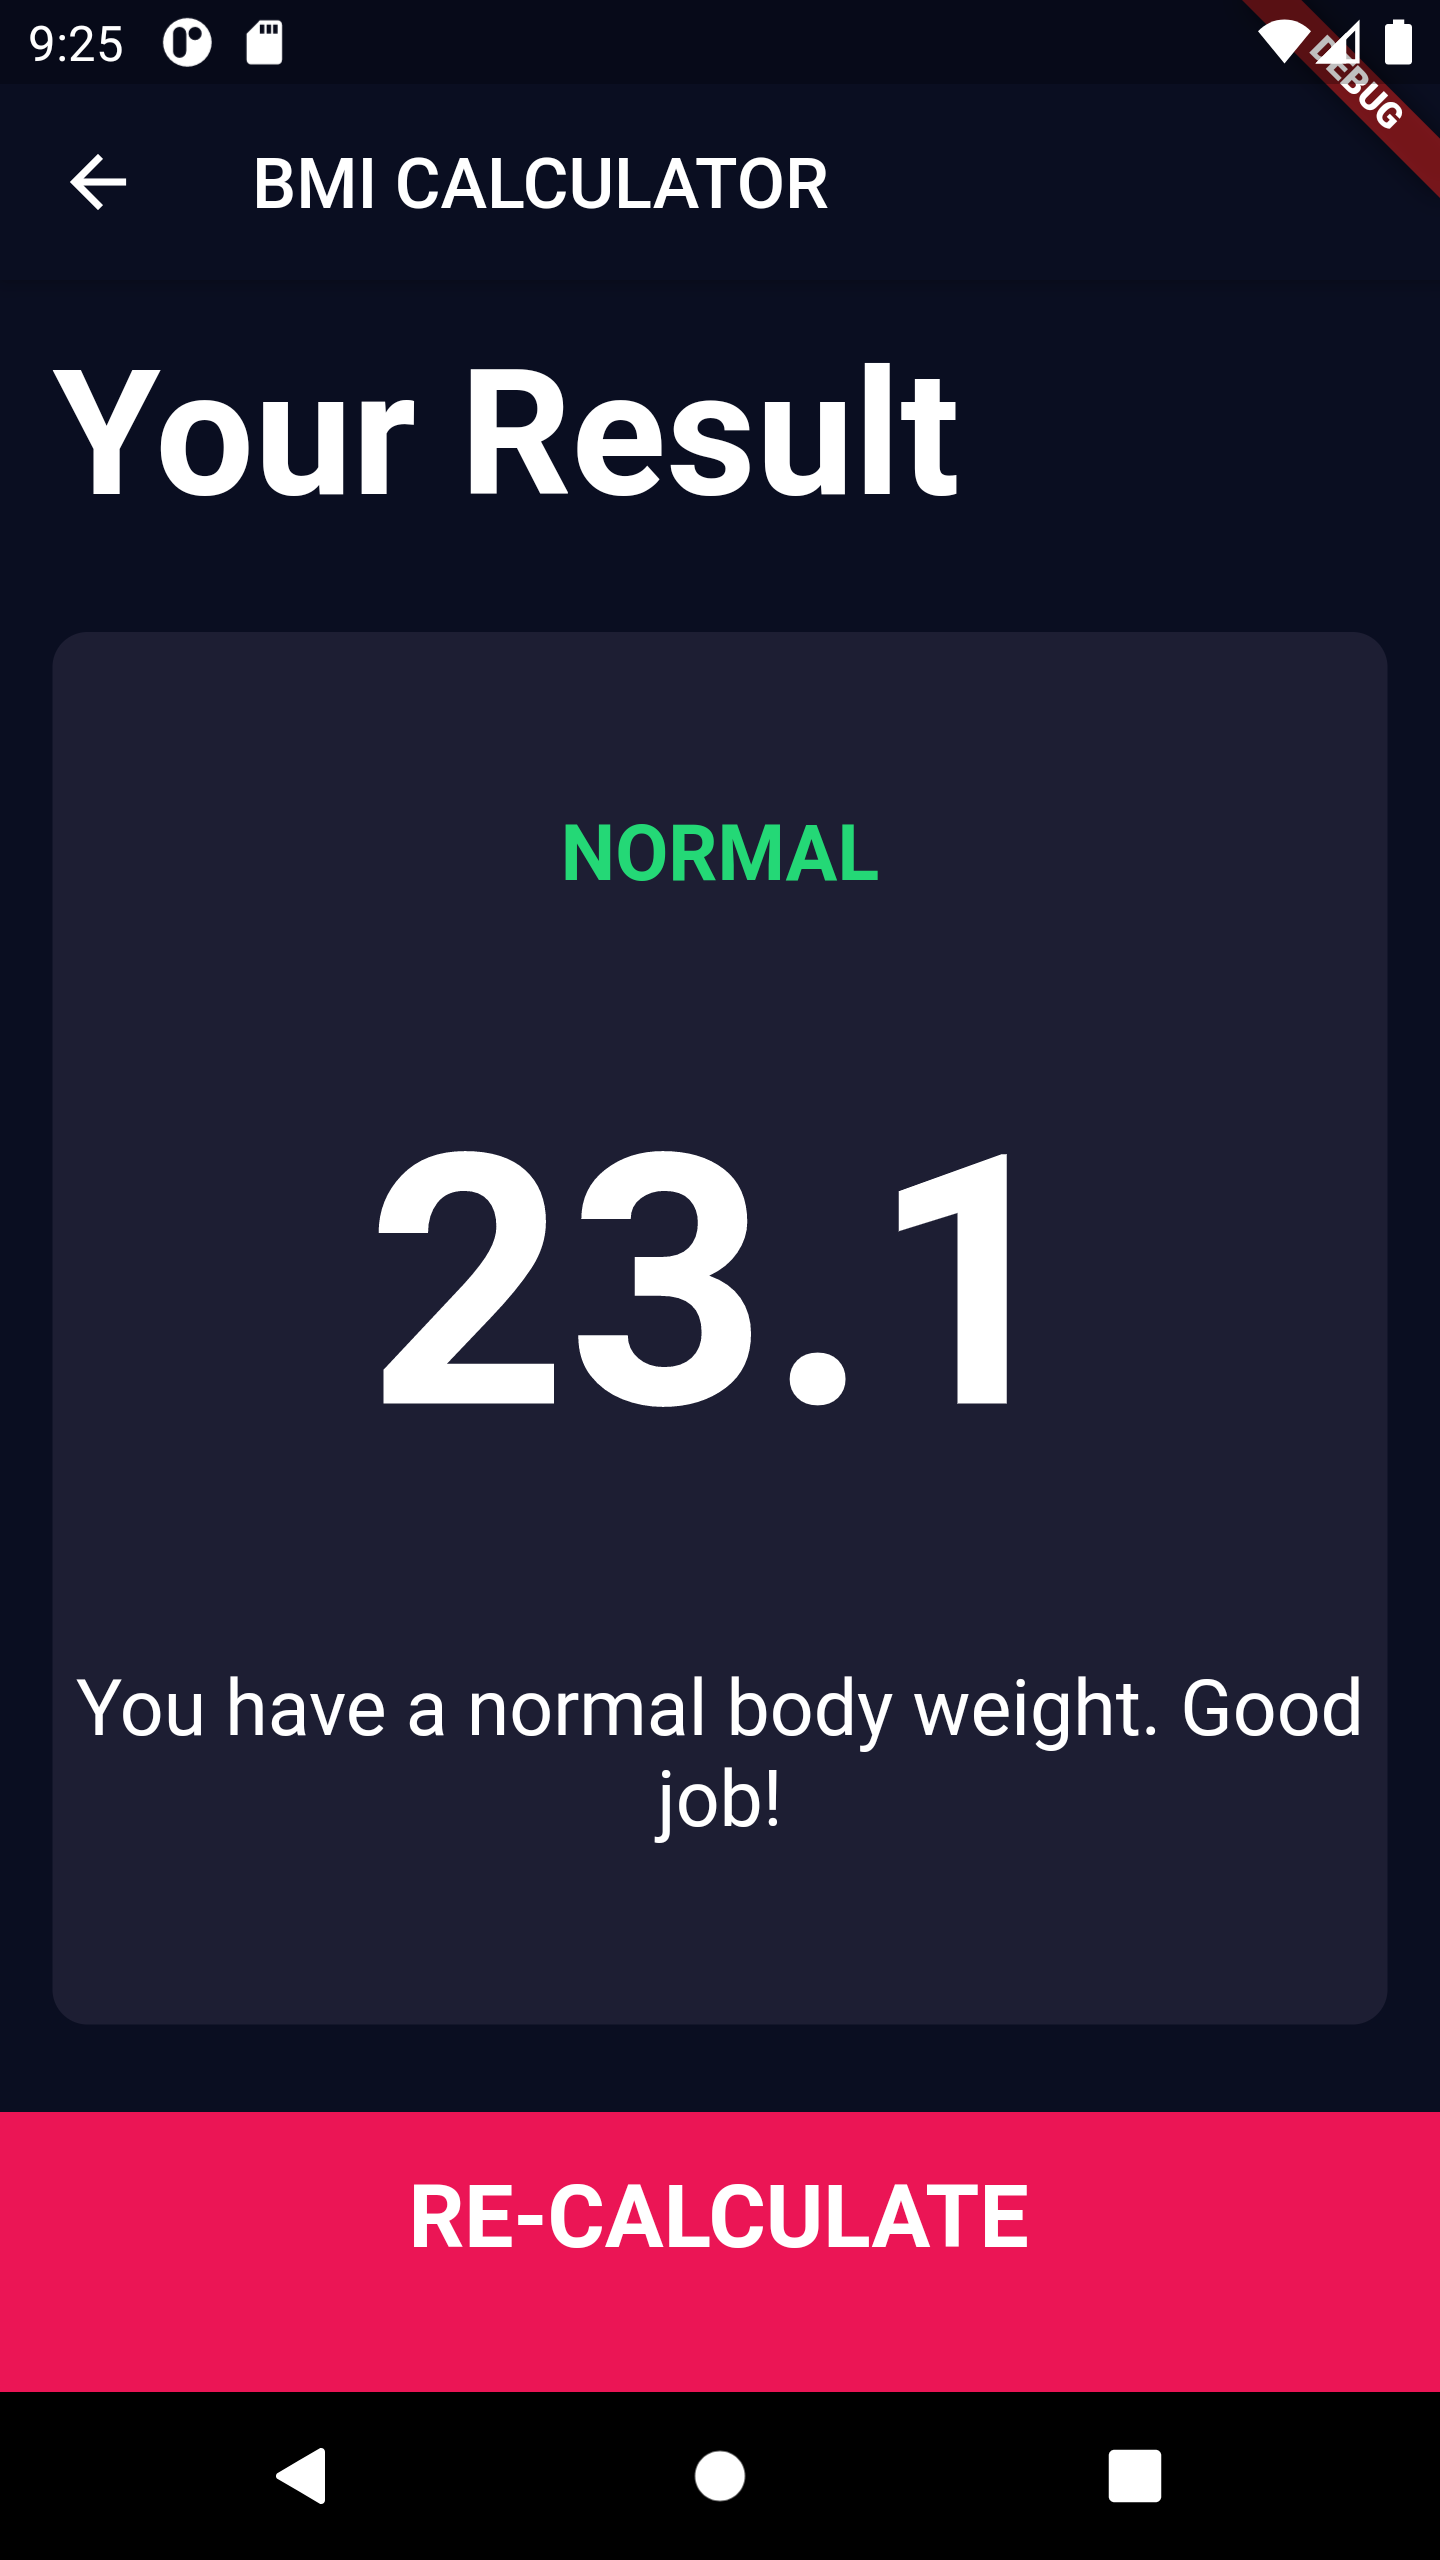 9:25
DEBUG
BMI CALCULATOR
Your Result
NORMAL
23.1
You have a normal body weight. Good
job!
RE-CALCULATE